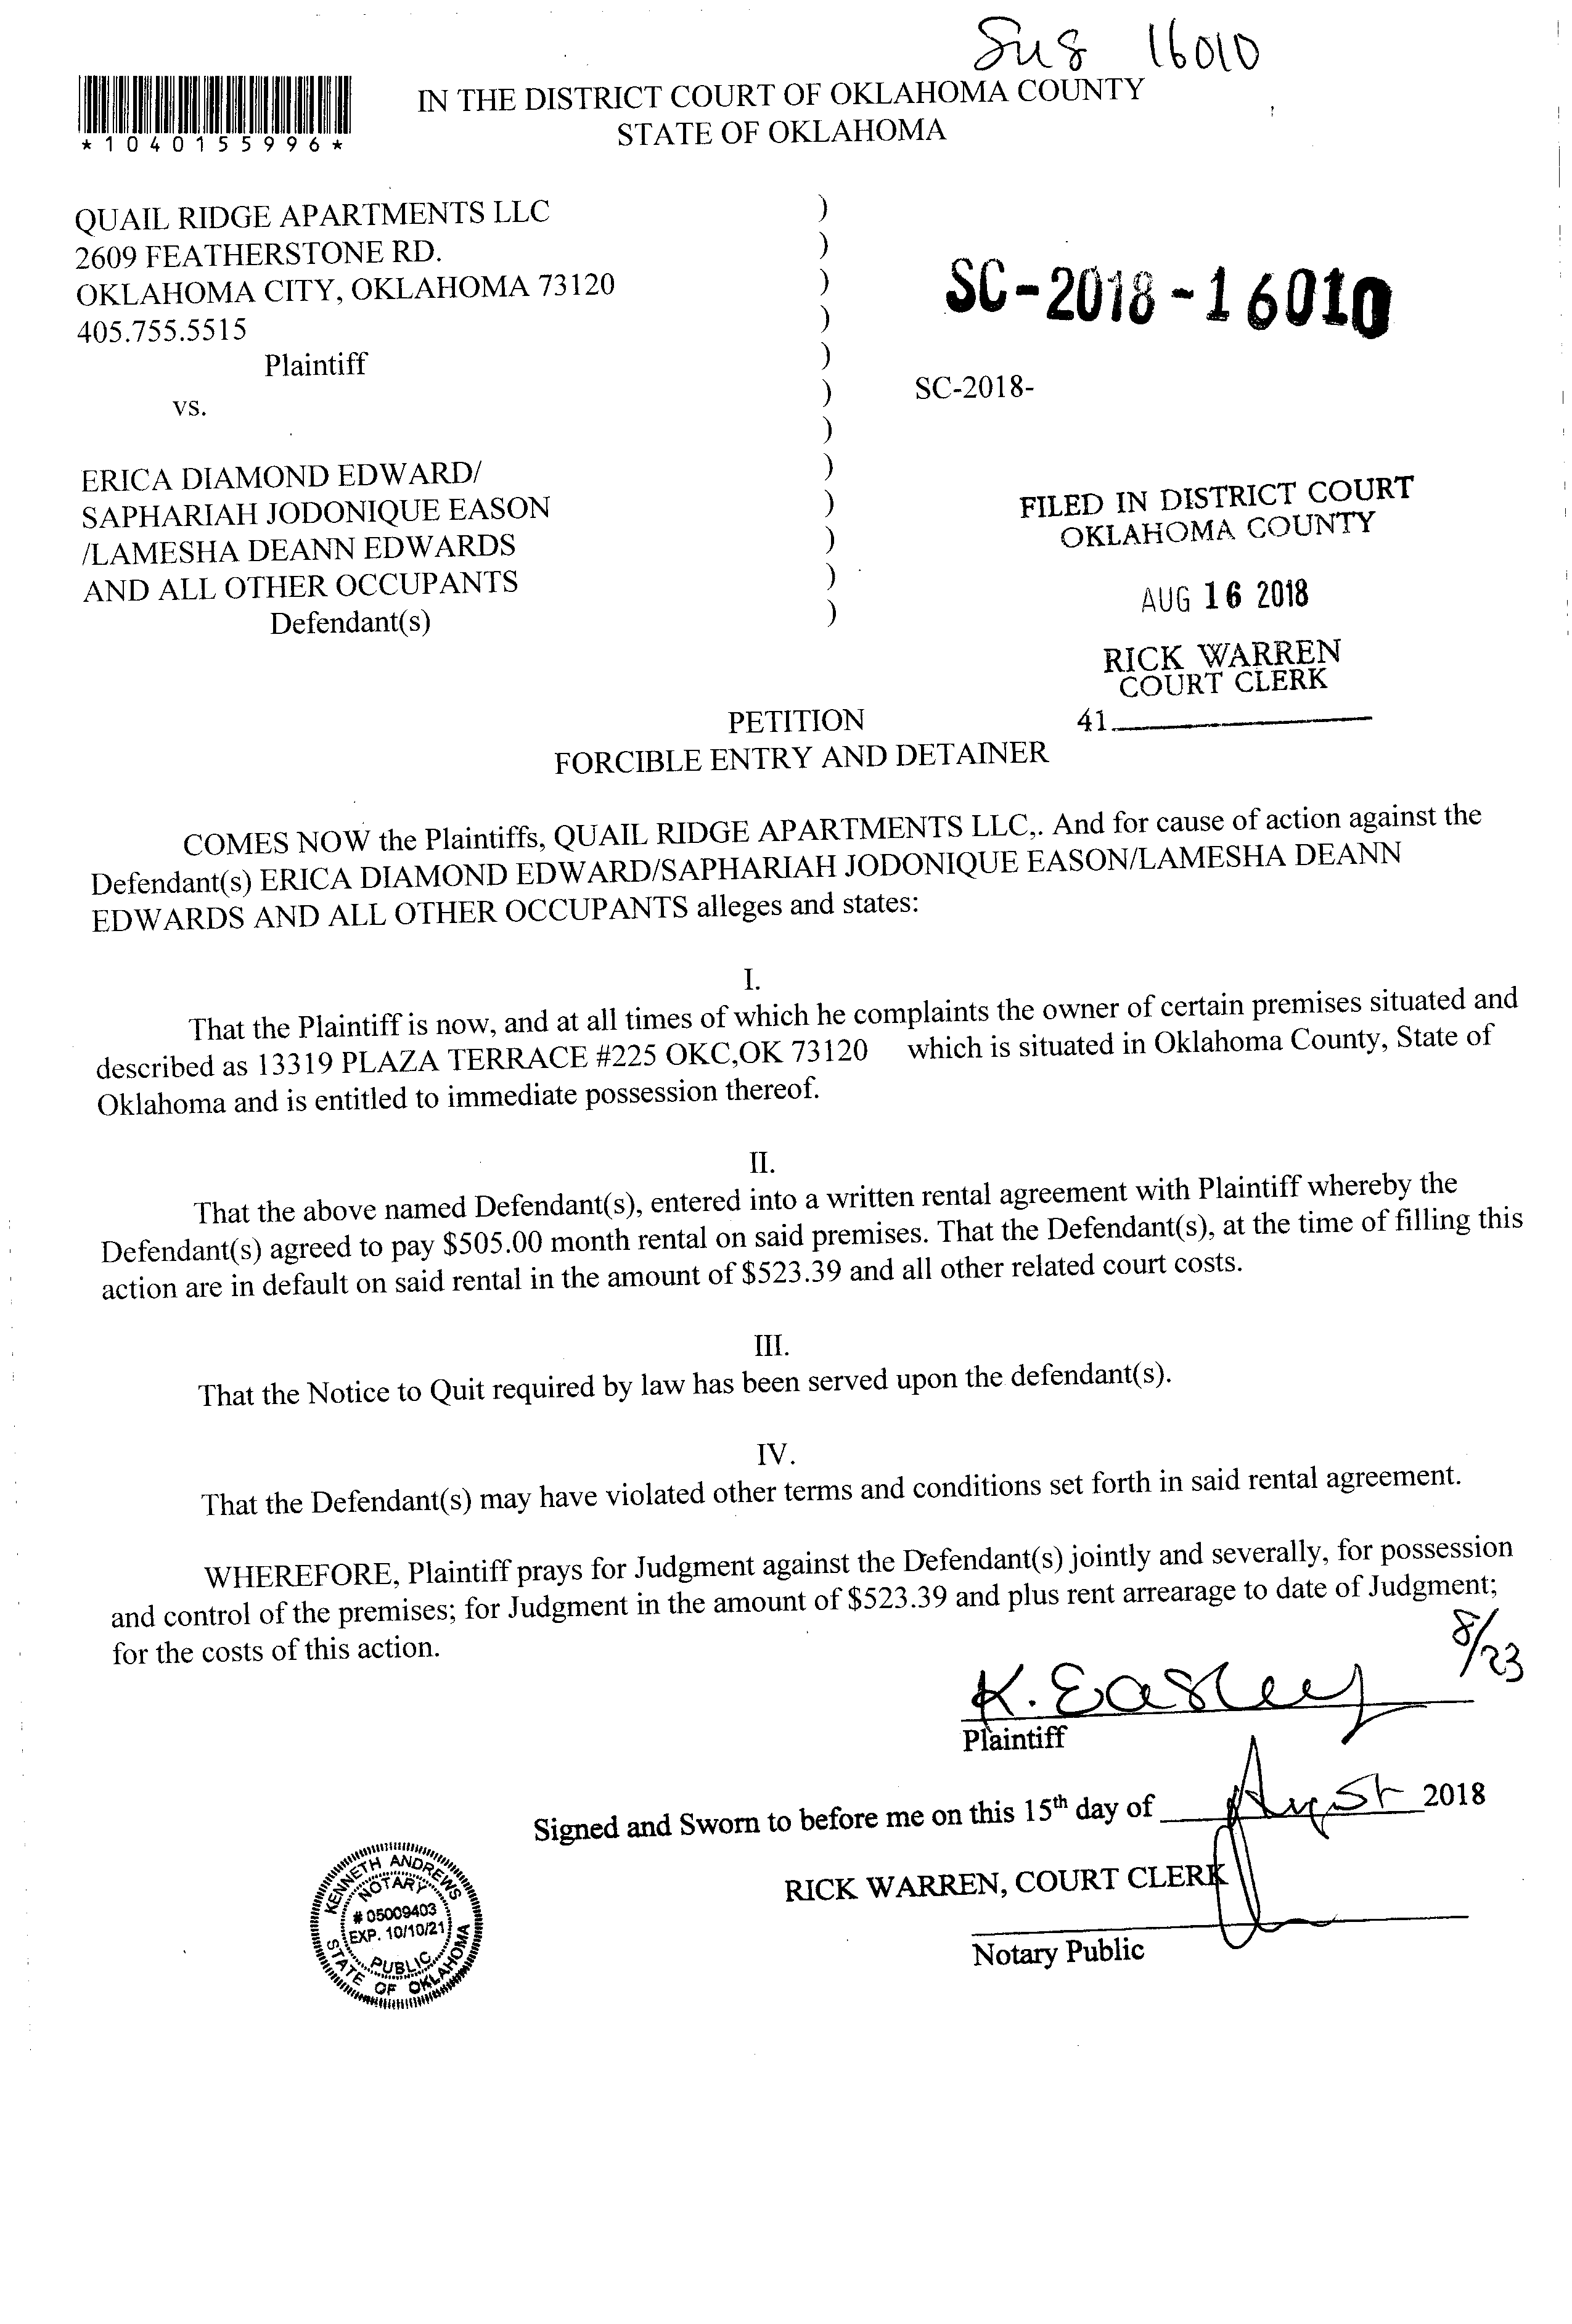 Sus 16010
IN THE DISTRICT COURT OF OKLAHOMA COUNTY
STATE OF OKLAHOMA
*1040155996*
QUAIL RIDGE APARTMENTS LLC )
2609 FEATHERSTONE RD. )
OKLAHOMA CITY, OKLAHOMA 73120 )
405.755.5515 )
SC-2018-16010
Plaintiff )
vs. ) SC-2018-
)
ERICA DIAMOND EDWARD/ )
SAPHARIAH JODONIQUE EASON )
/LAMESHA DEANN EDWARDS )
AND ALL OTHER OCCUPANTS )
Defendant(s) )
FILED IN DISTRICT COURT
OKLAHOMA COUNTY
AUG 16 2018
RICK WARREN
COURT CLERK
41
PETITION
FORCIBLE ENTRY AND DETAINER
COMES NOW the Plaintiffs, QUAIL RIDGE APARTMENTS LLC,. And for cause of action against the
Defendant(s) ERICA DIAMOND EDWARD/SAPHARIAH JODONIQUE EASON/LAMESHA DEANN
EDWARDS AND ALL OTHER OCCUPANTS alleges and states:
I.
That the Plaintiff is now, and at all times of which he complaints the owner of certain premises situated and
described as 13319 PLAZA TERRACE #225 OKC,OK 73120 which is situated in Oklahoma County, State of
Oklahoma and is entitled to immediate possession thereof.
II.
That the above named Defendant(s), entered into a written rental agreement with Plaintiff whereby the
Defendant(s) agreed to pay $505.00 month rental on said premises. That the Defendant(s), at the time of filling this
action are in default on said rental in the amount of $523.39 and all other related court costs.
III.
That the Notice to Quit required by law has been served upon the defendant(s).
IV.
That the Defendant(s) may have violated other terms and conditions set forth in said rental agreement.
WHEREFORE, Plaintiff prays for Judgment against the Defendant(s) jointly and severally, for possession
and control of the premises; for Judgment in the amount of $523.39 and plus rent arrearage to date of Judgment;
for the costs of this action.
8/23
K. Easley
Plaintiff
Signed and Sworn to before me on this 15th day of August 2018
RICK WARREN, COURT CLERK
Notary Public
KENNETH ANDREWS
NOTARY
# 05009403
EXP. 10/10/21
PUBLIC
STATE OF OKLAHOMA